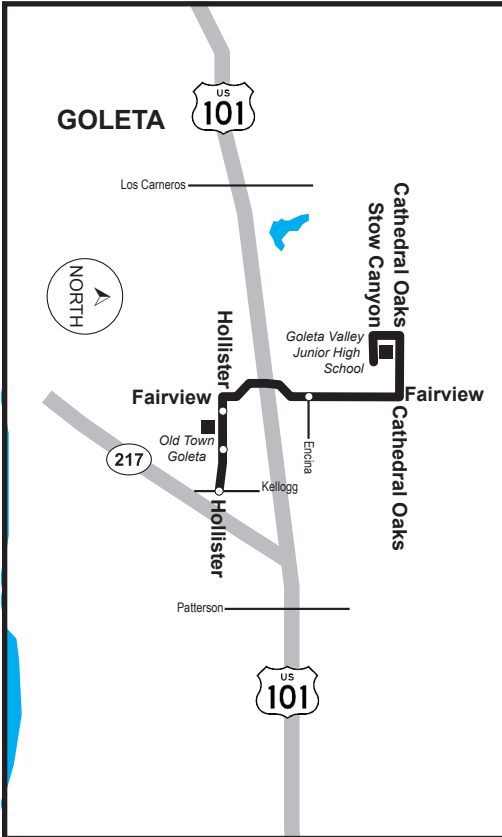 US
101
GOLETA
Los Carneros
Cathedral Oaks
Stow Canyon
NORTH
Goleta Valley
Junior High
School
Hollister
Fairview
Fairview
Cathedral Oaks
Old Town
Goleta
Encina
217
Kellogg
Hollister
Patterson
US
101